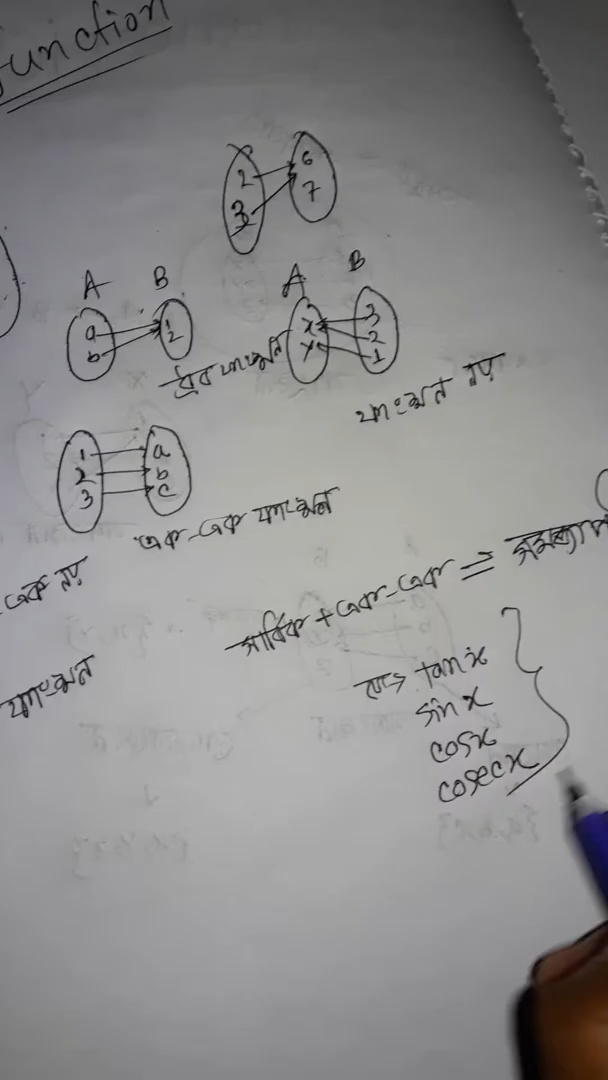 Function
2 6
3 7
A B
a 1
b 2
ধ্রুব ফাংশন
A B
x 3
y 2
1
ফাংশন নয়
1 a
2 b
3 c
এক-এক ফাংশন
এক নয়
ফাংশন
সার্বিক + এক-এক =
tan x
sin x
cos x
cosec x